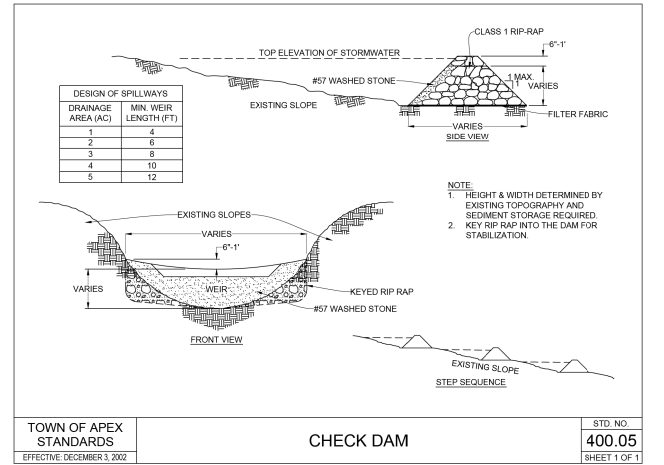 CLASS 1 RIP-RAP
6"-1'
TOP ELEVATION OF STORMWATER
#57 WASHED STONE
1 MAX.
1
VARIES
EXISTING SLOPE
FILTER FABRIC
VARIES
SIDE VIEW
DESIGN OF SPILLWAYS
DRAINAGE AREA (AC) MIN. WEIR LENGTH (FT)
1 4
2 6
3 8
4 10
5 12
NOTE:
1. HEIGHT & WIDTH DETERMINED BY
EXISTING TOPOGRAPHY AND
SEDIMENT STORAGE REQUIRED.
2. KEY RIP RAP INTO THE DAM FOR
STABILIZATION.
EXISTING SLOPES
VARIES
6"-1'
VARIES
WEIR
KEYED RIP RAP
#57 WASHED STONE
FRONT VIEW
EXISTING SLOPE
STEP SEQUENCE
TOWN OF APEX
STANDARDS
EFFECTIVE: DECEMBER 3, 2002
CHECK DAM
STD. NO.
400.05
SHEET 1 OF 1